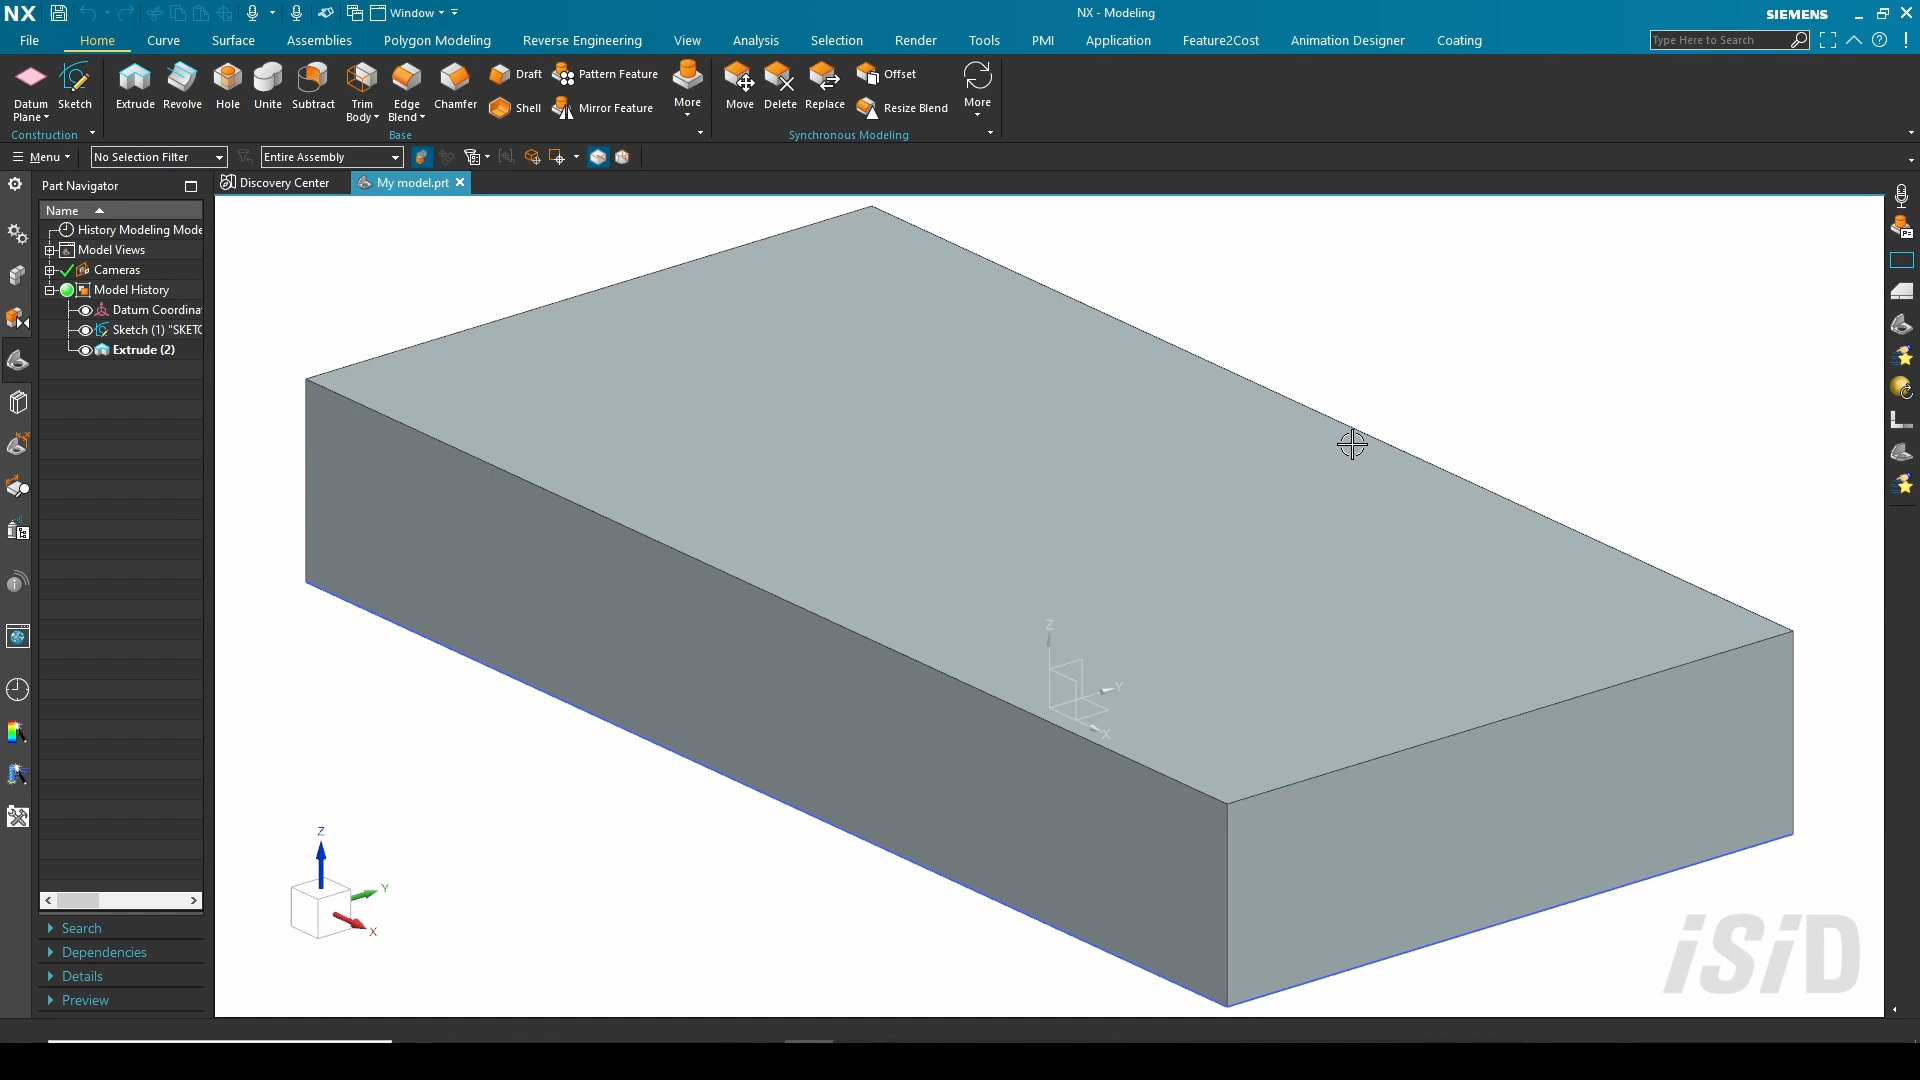 NX
Window
NX - Modeling
SIEMENS
File
Home
Curve
Surface
Assemblies
Polygon Modeling
Reverse Engineering
View
Analysis
Selection
Render
Tools
PMI
Application
Feature2Cost
Animation Designer
Coating
Type Here to Search
Datum
Plane
Sketch
Extrude
Revolve
Hole
Unite
Subtract
Trim
Body
Edge
Blend
Chamfer
Draft
Shell
Pattern Feature
Mirror Feature
More
Move
Delete
Replace
Offset
Resize Blend
More
Construction
Base
Synchronous Modeling
Menu
No Selection Filter
Entire Assembly
Part Navigator
Discovery Center
My model.prt
Name
History Modeling Mode
Model Views
Cameras
Model History
Datum Coordina
Sketch (1) "SKETC
Extrude (2)
Z
Y
X
Z
Y
X
Search
Dependencies
Details
Preview
iSiD